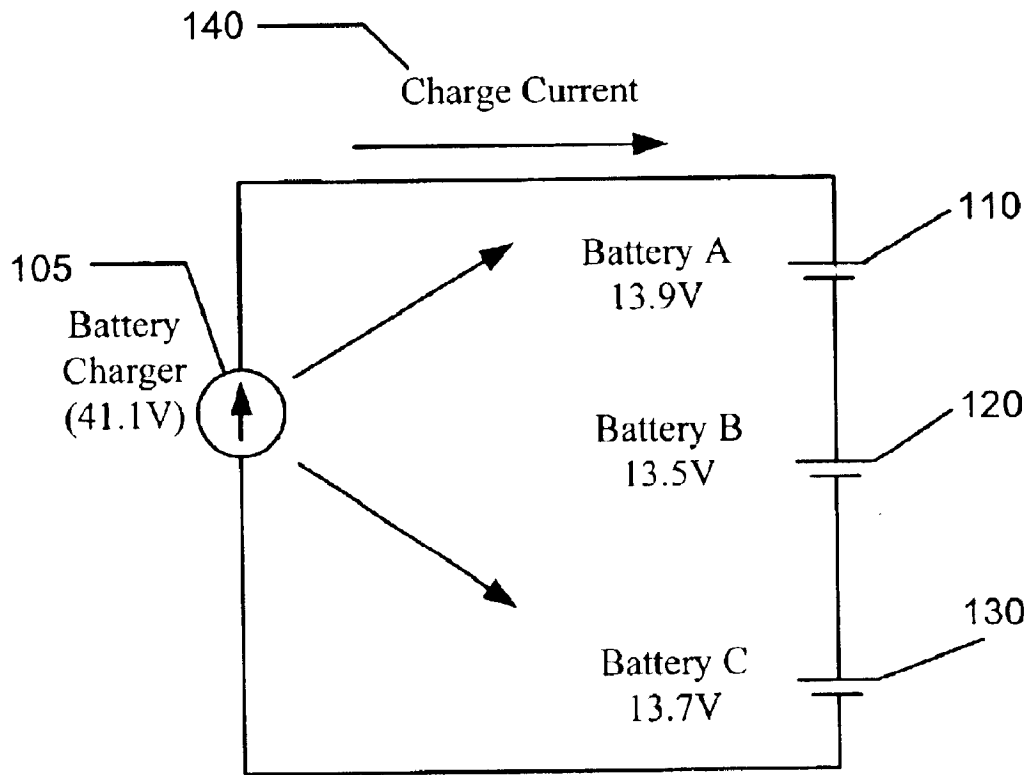 140
Charge Current
110
Battery A
13.9V
105
Battery
Charger
(41.1V)
120
Battery B
13.5V
130
Battery C
13.7V